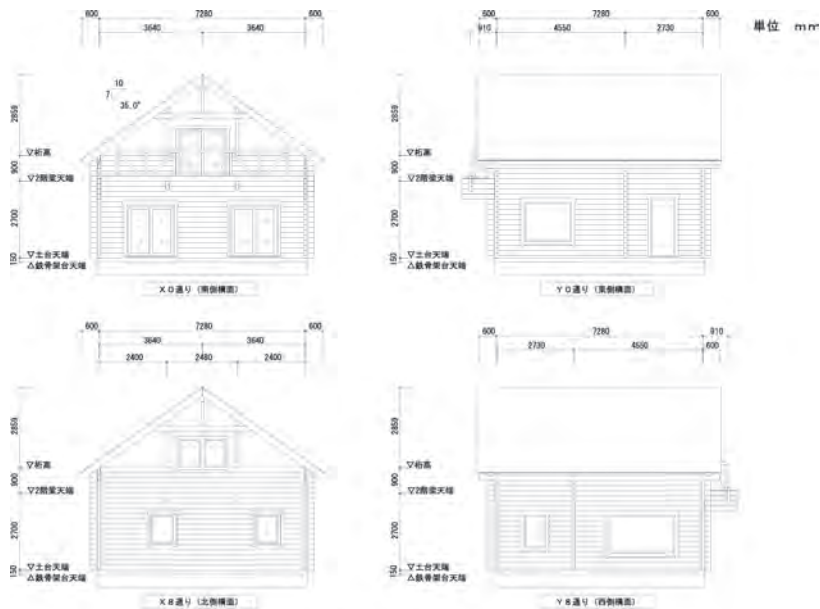 単位 mm
600 7280 600
3640 3640
10
7
35.0°
2859
▽桁高
900
▽2階梁天端
2700
▽土台天端
150
△鉄骨架台天端
X0通り（南側構面）
600 7280 600
910 4550 2730
2859
▽桁高
900
▽2階梁天端
2700
▽土台天端
150
△鉄骨架台天端
Y0通り（東側構面）
600 7280 600
3640 3640
2400 2480 2400
2859
▽桁高
900
▽2階梁天端
2700
▽土台天端
150
△鉄骨架台天端
X8通り（北側構面）
600 7280 910
2730 4550 600
2859
▽桁高
900
▽2階梁天端
2700
▽土台天端
150
△鉄骨架台天端
Y8通り（西側構面）